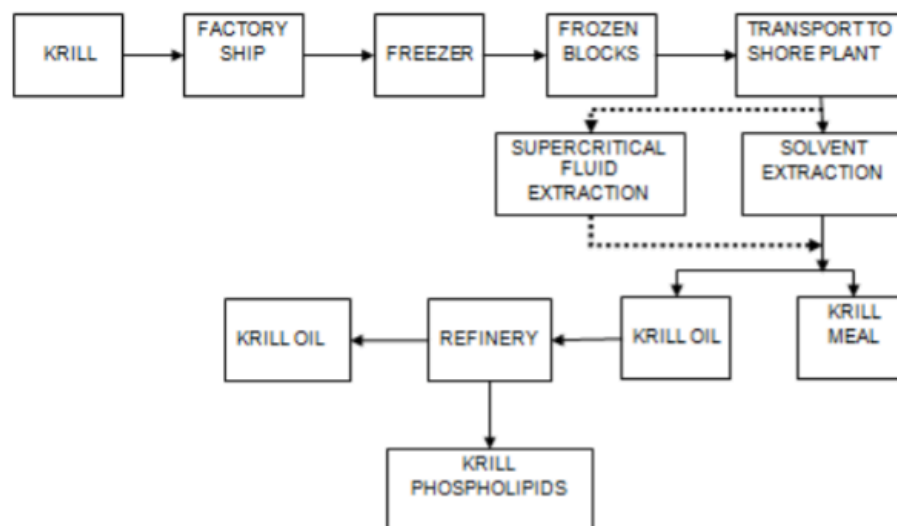 KRILL
FACTORY
SHIP
FREEZER
FROZEN
BLOCKS
TRANSPORT TO
SHORE PLANT
SUPERCRITICAL
FLUID
EXTRACTION
SOLVENT
EXTRACTION
KRILL OIL
REFINERY
KRILL OIL
KRILL
MEAL
KRILL
PHOSPHOLIPIDS